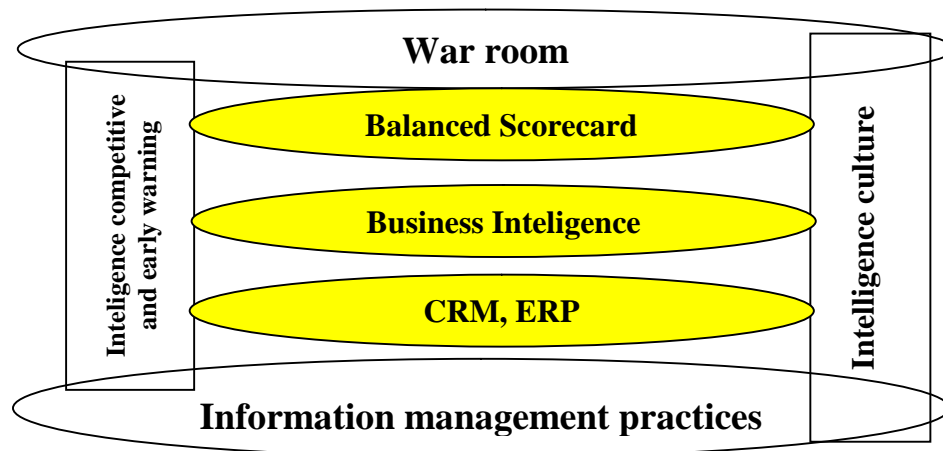 War room
Balanced Scorecard
Business Inteligence
CRM, ERP
Information management practices
Inteligence competitive
and early warning
Intelligence culture